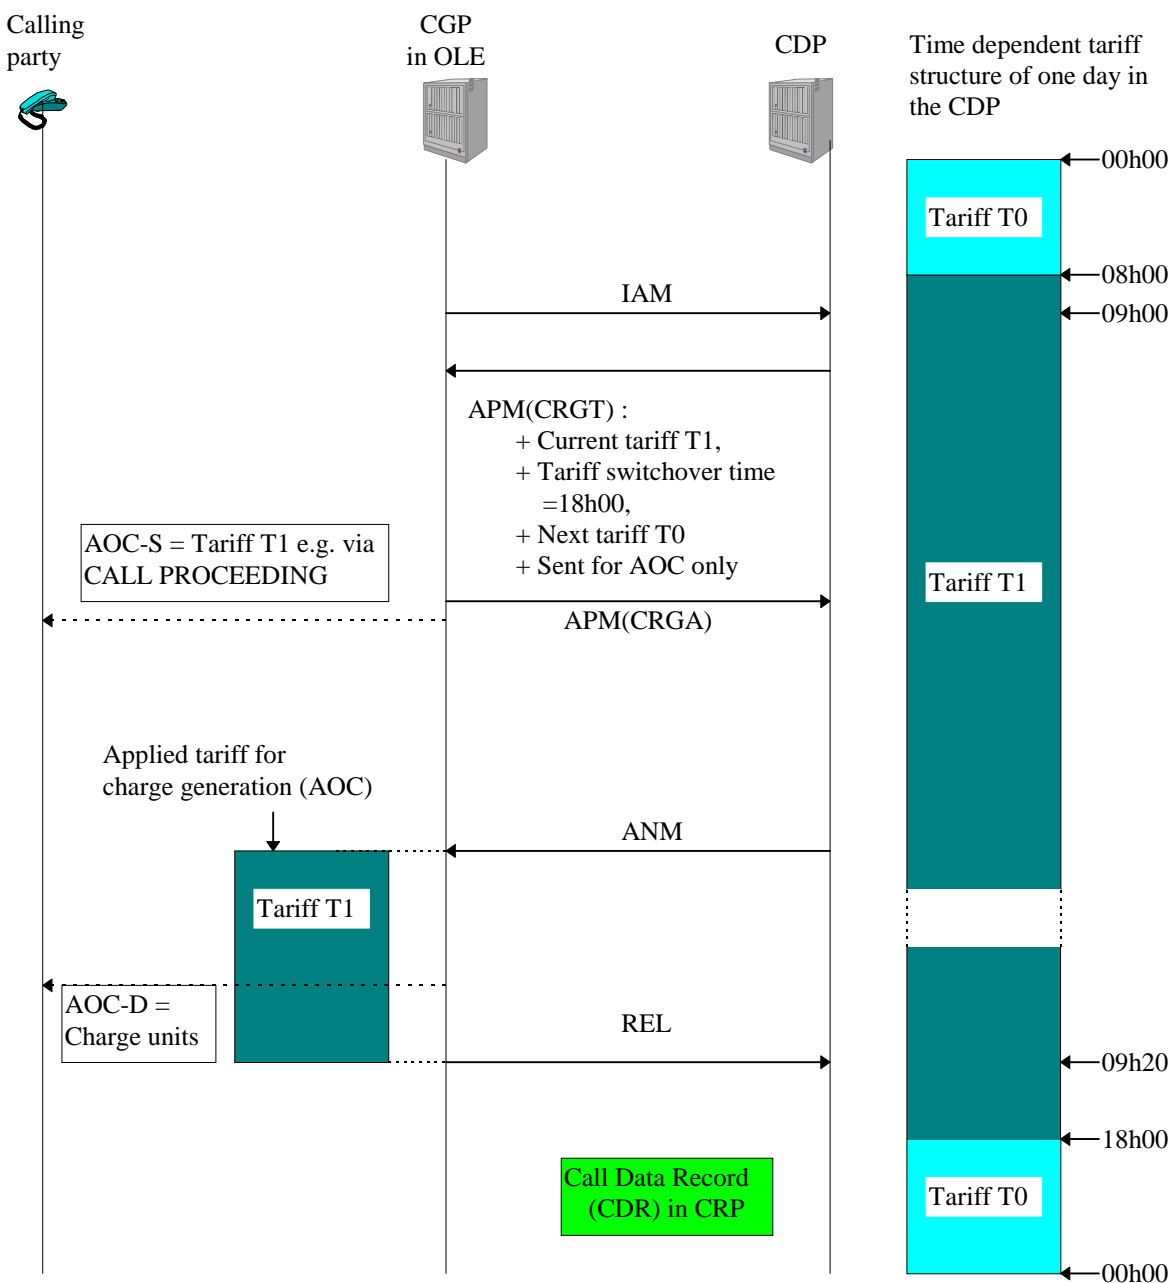 Calling
party
CGP
in OLE
CDP
Time dependent tariff
structure of one day in
the CDP
00h00
Tariff T0
08h00
IAM
09h00
APM(CRGT) :
+ Current tariff T1,
+ Tariff switchover time
=18h00,
+ Next tariff T0
+ Sent for AOC only
AOC-S = Tariff T1 e.g. via
CALL PROCEEDING
Tariff T1
APM(CRGA)
Applied tariff for
charge generation (AOC)
ANM
Tariff T1
AOC-D =
Charge units
REL
09h20
18h00
Call Data Record
(CDR) in CRP
Tariff T0
00h00